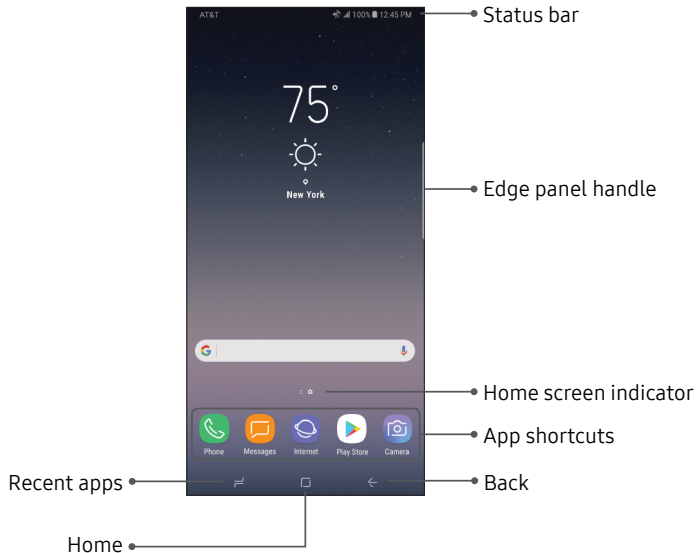 AT&T 100% 12:45 PM
Status bar
75°
New York
Edge panel handle
G
Home screen indicator
App shortcuts
Phone Messages Internet Play Store Camera
Recent apps
Back
Home